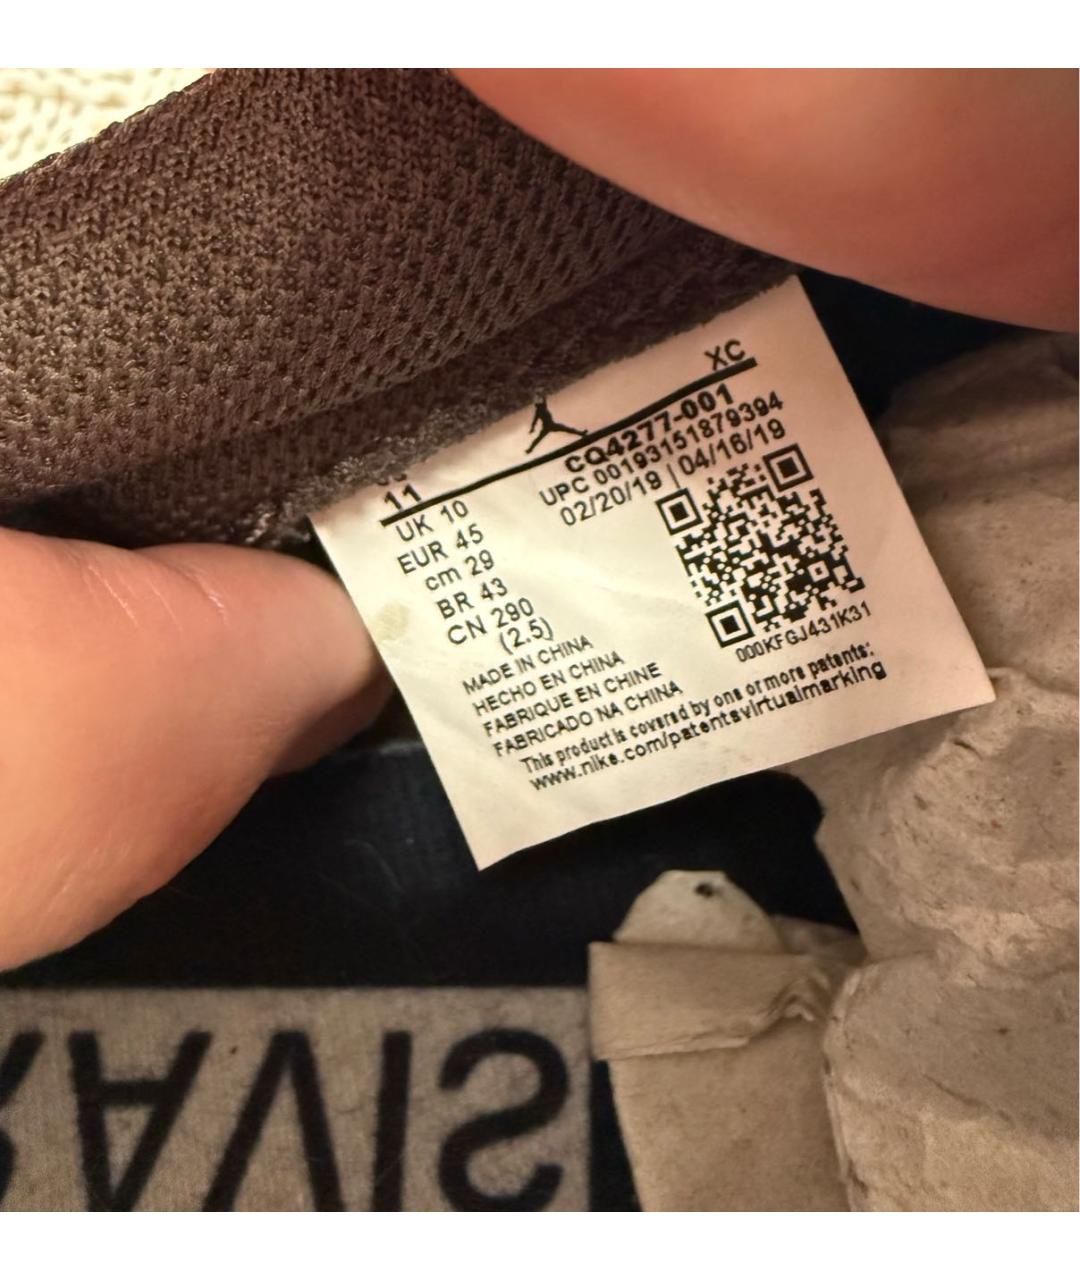 XC
11
CQ4277-001
UPC 00193151879394
02/20/19 | 04/16/19
UK 10
EUR 45
cm 29
BR 43
CN 290
(2.5)
000KFGJ431K31
MADE IN CHINA
HECHO EN CHINA
FABRIQUE EN CHINE
FABRICADO NA CHINA
This product is covered by one or more patents:
www.nike.com/patentsvirtualmarking
RAVIS